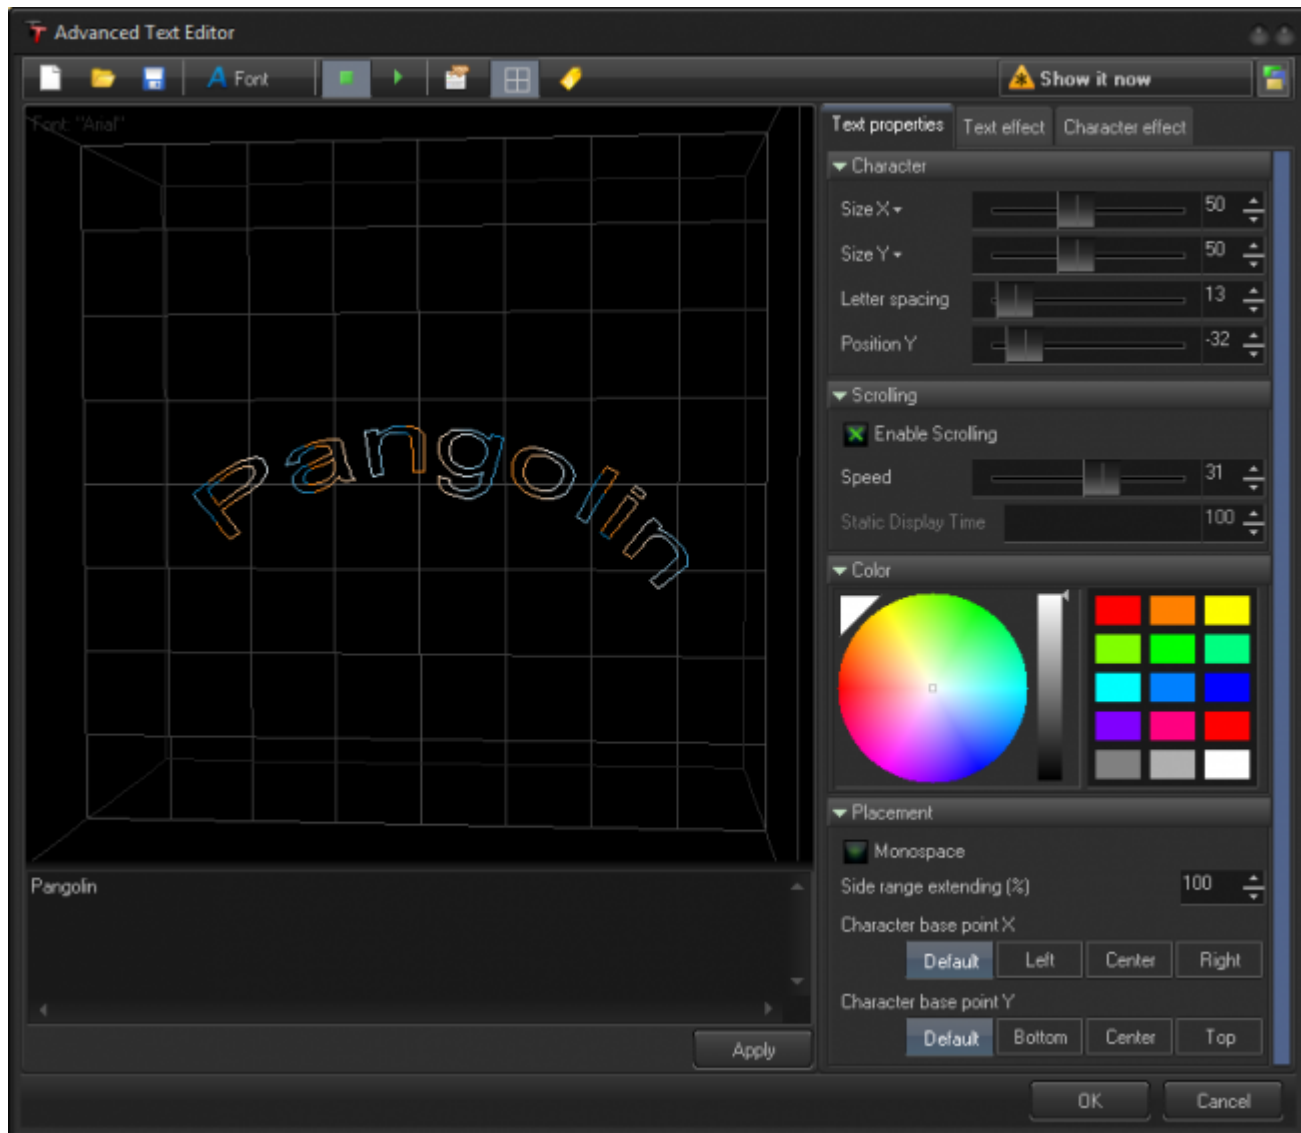 Advanced Text Editor
Font
Show it now
Font: "Arial"
Pangolin
Text properties
Text effect
Character effect
Character
Size X
50
Size Y
50
Letter spacing
13
Position Y
-32
Scrolling
Enable Scrolling
Speed
31
Static Display Time
100
Color
Placement
Monospace
Side range extending (%)
100
Character base point X
Default
Left
Center
Right
Character base point Y
Default
Bottom
Center
Top
Pangolin
Apply
OK
Cancel